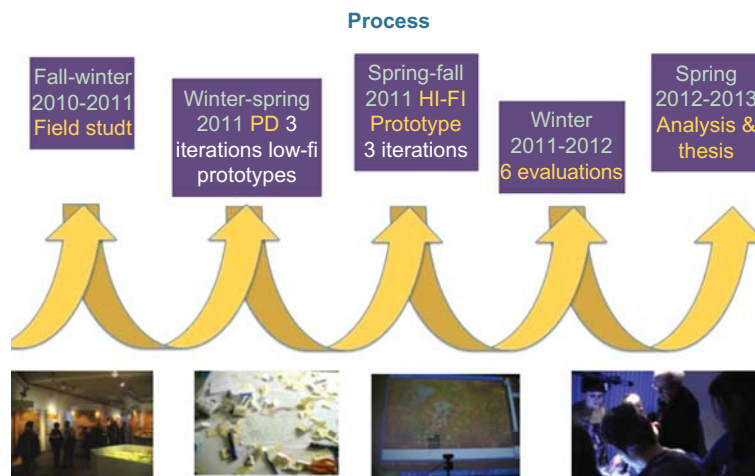 Process
Fall-winter
2010-2011
Field studt
Winter-spring
2011 PD 3
iterations low-fi
prototypes
Spring-fall
2011 HI-FI
Prototype
3 iterations
Winter
2011-2012
6 evaluations
Spring
2012-2013
Analysis &
thesis